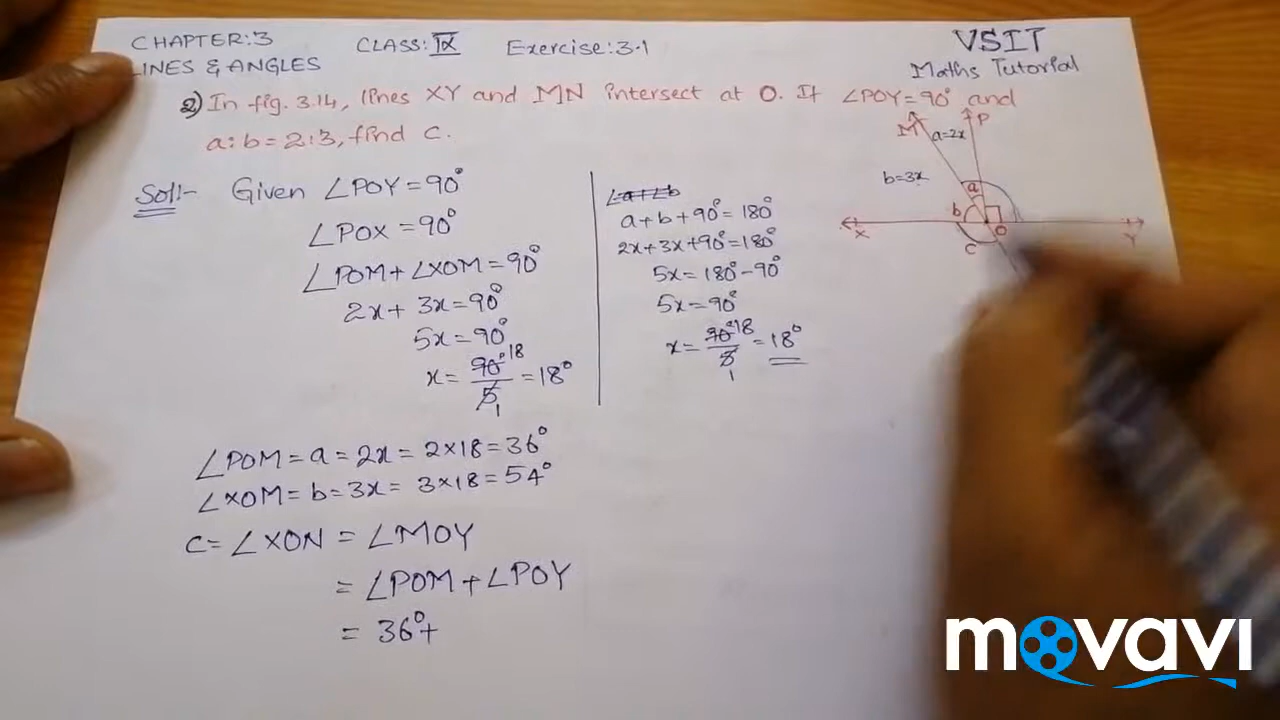 CHAPTER:3 CLASS: IX Exercise:3.1
LINES & ANGLES
VSIT
Maths Tutorial
2) In fig. 3.14, lines XY and MN intersect at O. If ∠POY=90° and
a:b=2:3, find c.
M
a=2x
P
b=3x
a
b
O
X
Y
c
Sol:- Given ∠POY=90°
∠POX=90°
∠POM+∠XOM=90°
2x+3x=90°
5x=90°
x=90°/5=18°
18
1
∠a+∠b
a+b+90°=180°
2x+3x+90°=180°
5x=180°-90°
5x=90°
x=90°/5=18°
18
1
∠POM=a=2x=2×18=36°
∠XOM=b=3x=3×18=54°
c=∠XON=∠MOY
=∠POM+∠POY
=36°+
movavi